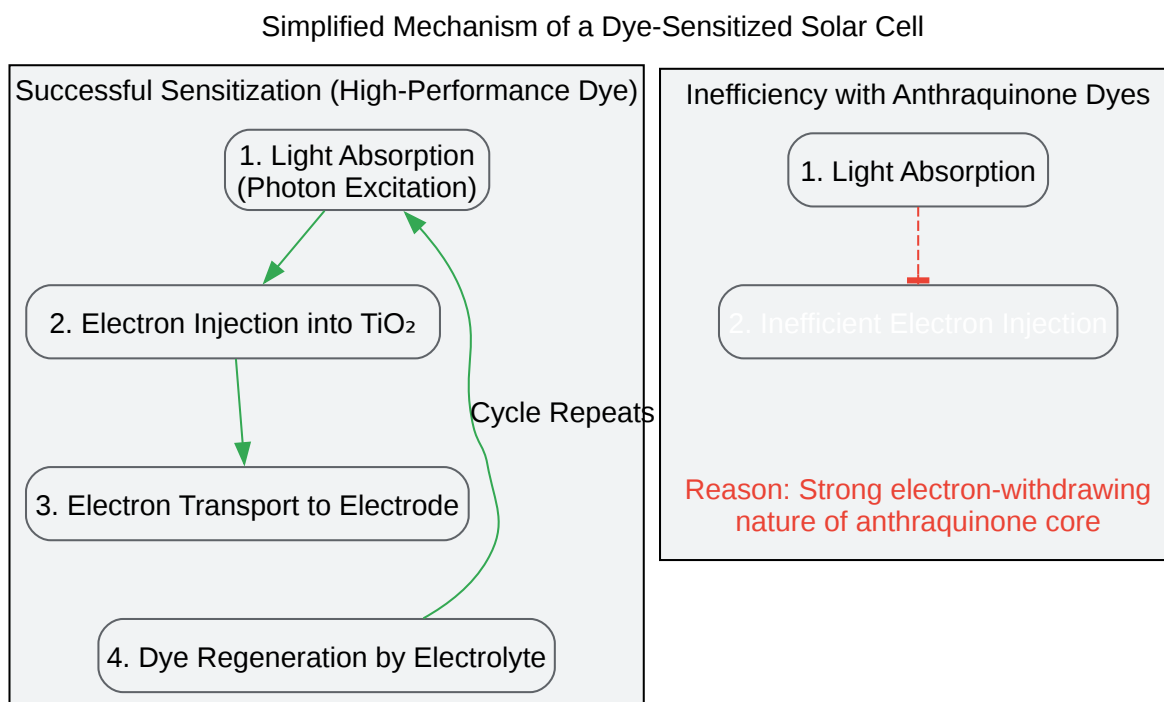 Simplified Mechanism of a Dye-Sensitized Solar Cell
Successful Sensitization (High-Performance Dye)
1. Light Absorption
(Photon Excitation)
2. Electron Injection into TiO₂
Cycle Repeats
3. Electron Transport to Electrode
4. Dye Regeneration by Electrolyte
Inefficiency with Anthraquinone Dyes
1. Light Absorption
2. Inefficient Electron Injection
Reason: Strong electron-withdrawing
nature of anthraquinone core